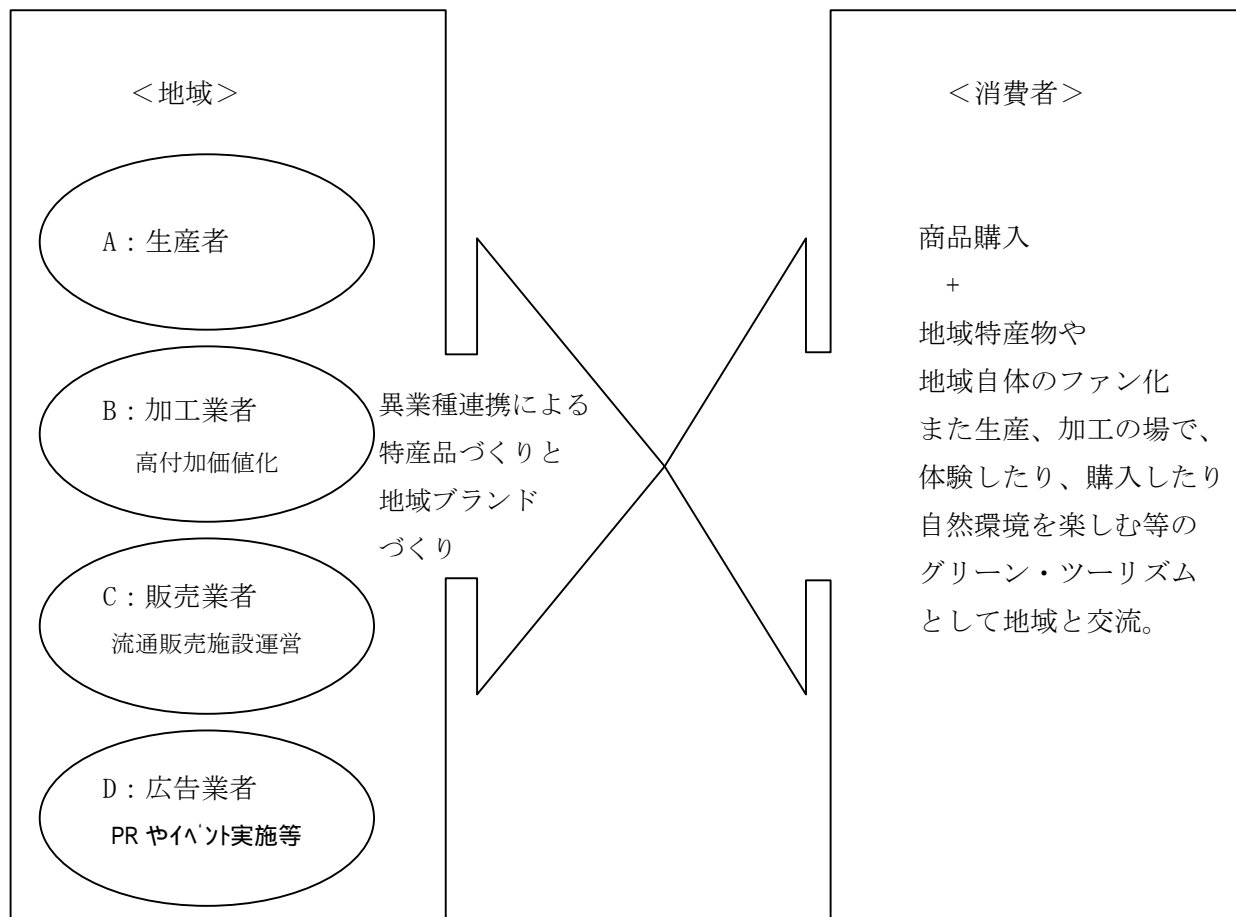 <地域>
A：生産者
B：加工業者
高付加価値化
C：販売業者
流通販売施設運営
D：広告業者
PRやイベント実施等
異業種連携による
特産品づくりと
地域ブランド
づくり
<消費者>
商品購入
+
地域特産物や
地域自体のファン化
また生産、加工の場で、
体験したり、購入したり
自然環境を楽しむ等の
グリーン・ツーリズム
として地域と交流。